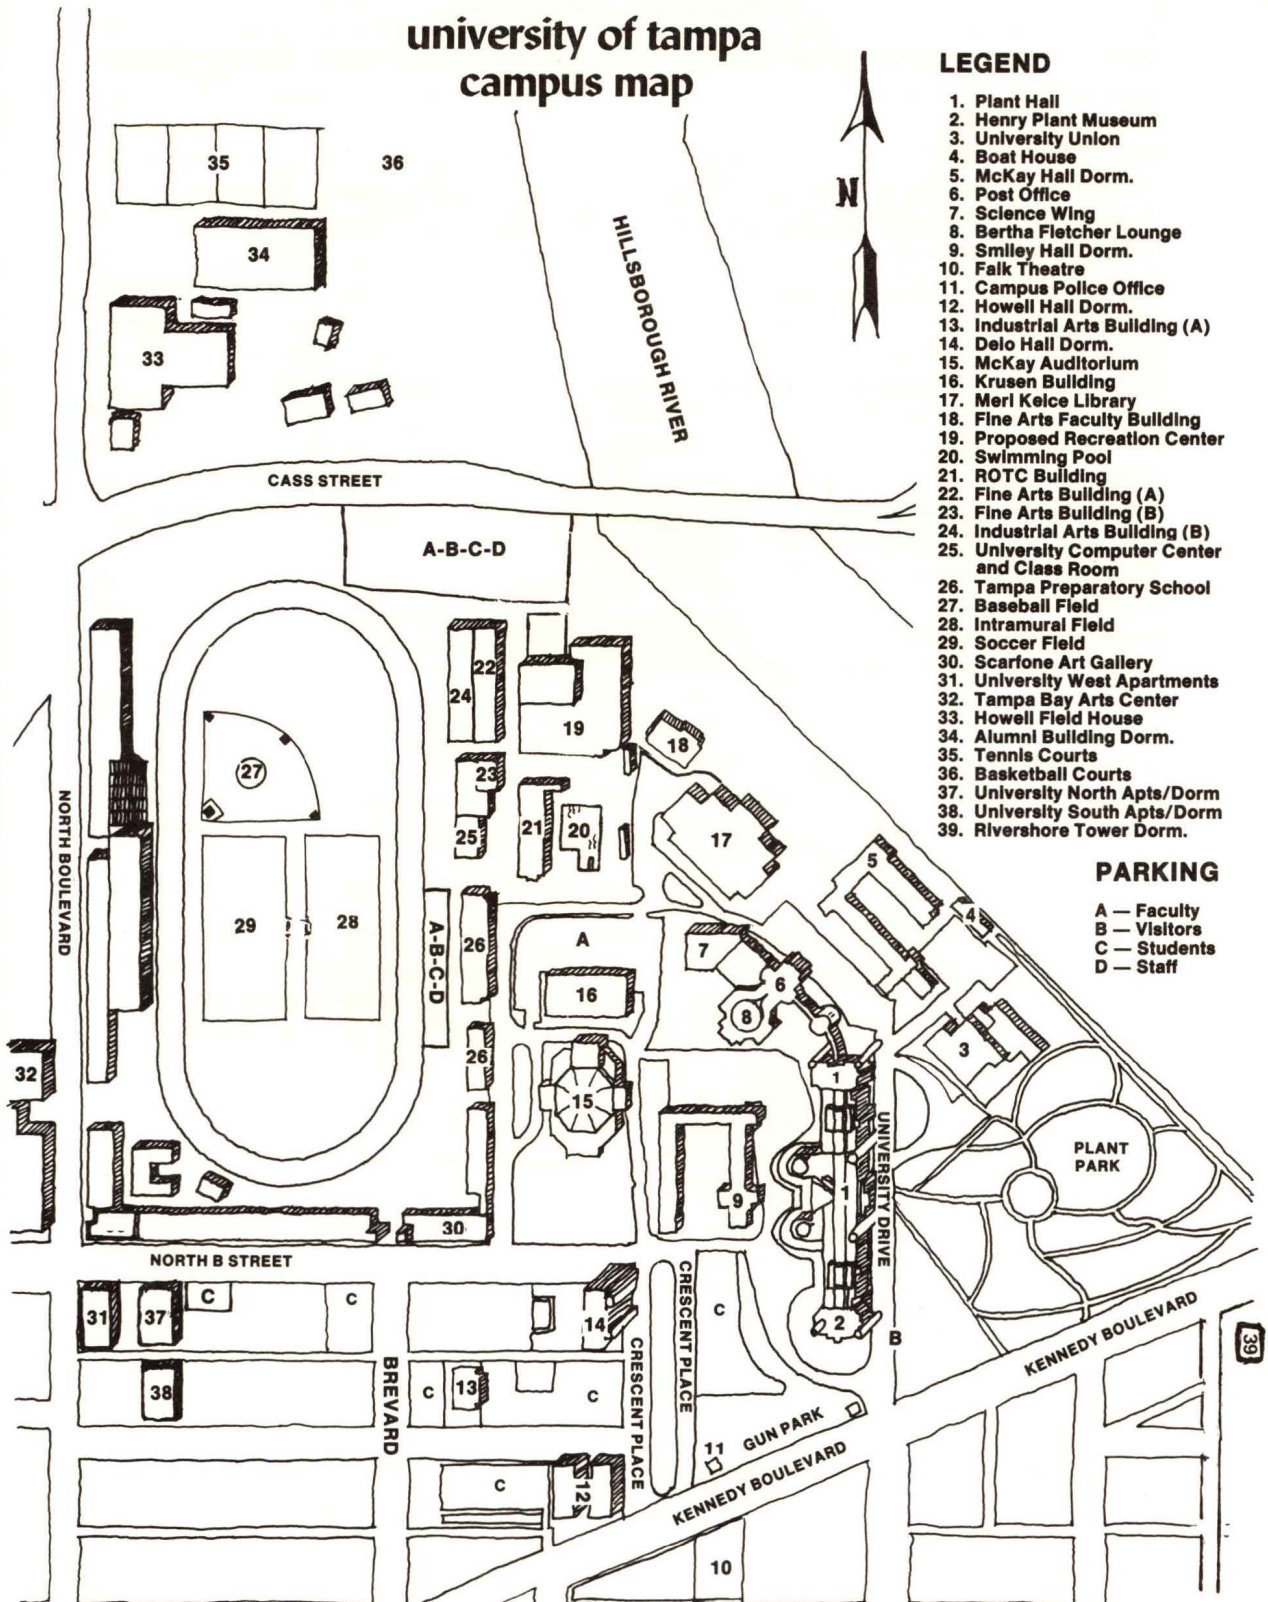 university of tampa
campus map
LEGEND
1. Plant Hall
2. Henry Plant Museum
3. University Union
4. Boat House
5. McKay Hall Dorm.
6. Post Office
7. Science Wing
8. Bertha Fletcher Lounge
9. Smiley Hall Dorm.
10. Falk Theatre
11. Campus Police Office
12. Howell Hall Dorm.
13. Industrial Arts Building (A)
14. Delo Hall Dorm.
15. McKay Auditorium
16. Krusen Building
17. Merl Kelce Library
18. Fine Arts Faculty Building
19. Proposed Recreation Center
20. Swimming Pool
21. ROTC Building
22. Fine Arts Building (A)
23. Fine Arts Building (B)
24. Industrial Arts Building (B)
25. University Computer Center
and Class Room
26. Tampa Preparatory School
27. Baseball Field
28. Intramural Field
29. Soccer Field
30. Scarfone Art Gallery
31. University West Apartments
32. Tampa Bay Arts Center
33. Howell Field House
34. Alumni Building Dorm.
35. Tennis Courts
36. Basketball Courts
37. University North Apts/Dorm
38. University South Apts/Dorm
39. Rivershore Tower Dorm.
PARKING
A — Faculty
B — Visitors
C — Students
D — Staff
N
35
36
34
33
HILLSBOROUGH RIVER
CASS STREET
A-B-C-D
22
24
19
18
27
23
25
21
20
17
5
4
NORTH BOULEVARD
29
28
A-B-C-D
26
A
16
7
6
8
3
32
26
15
1
UNIVERSITY DRIVE
PLANT
PARK
9
1
30
NORTH B STREET
31
37
C
C
14
CRESCENT PLACE
C
2
B
KENNEDY BOULEVARD
39
38
BREVARD
C
13
C
CRESCENT PLACE
GUN PARK
11
C
12
KENNEDY BOULEVARD
10